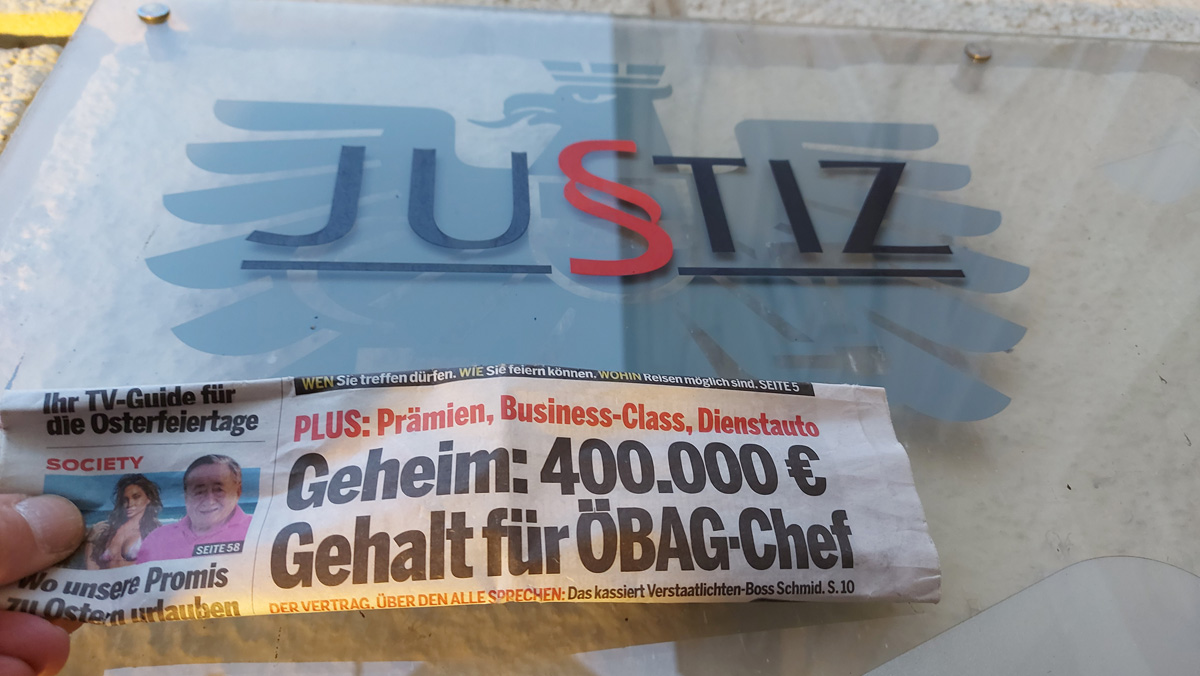 JU§TIZ
WEN Sie treffen dürfen. WIE Sie feiern können. WOHIN Reisen möglich sind. SEITE 5
Ihr TV-Guide für
die Osterfeiertage
SOCIETY
SEITE 58
Wo unsere Promis
zu Ostern urlauben
PLUS: Prämien, Business-Class, Dienstauto
Geheim: 400.000 €
Gehalt für ÖBAG-Chef
DER VERTRAG, ÜBER DEN ALLE SPRECHEN: Das kassiert Verstaatlichten-Boss Schmid. S. 10